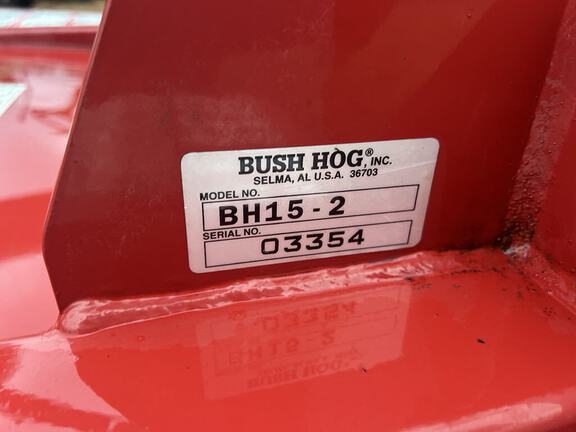 BUSH HOG®, INC.
SELMA, AL U.S.A. 36703
MODEL NO.
BH15-2
SERIAL NO.
03354